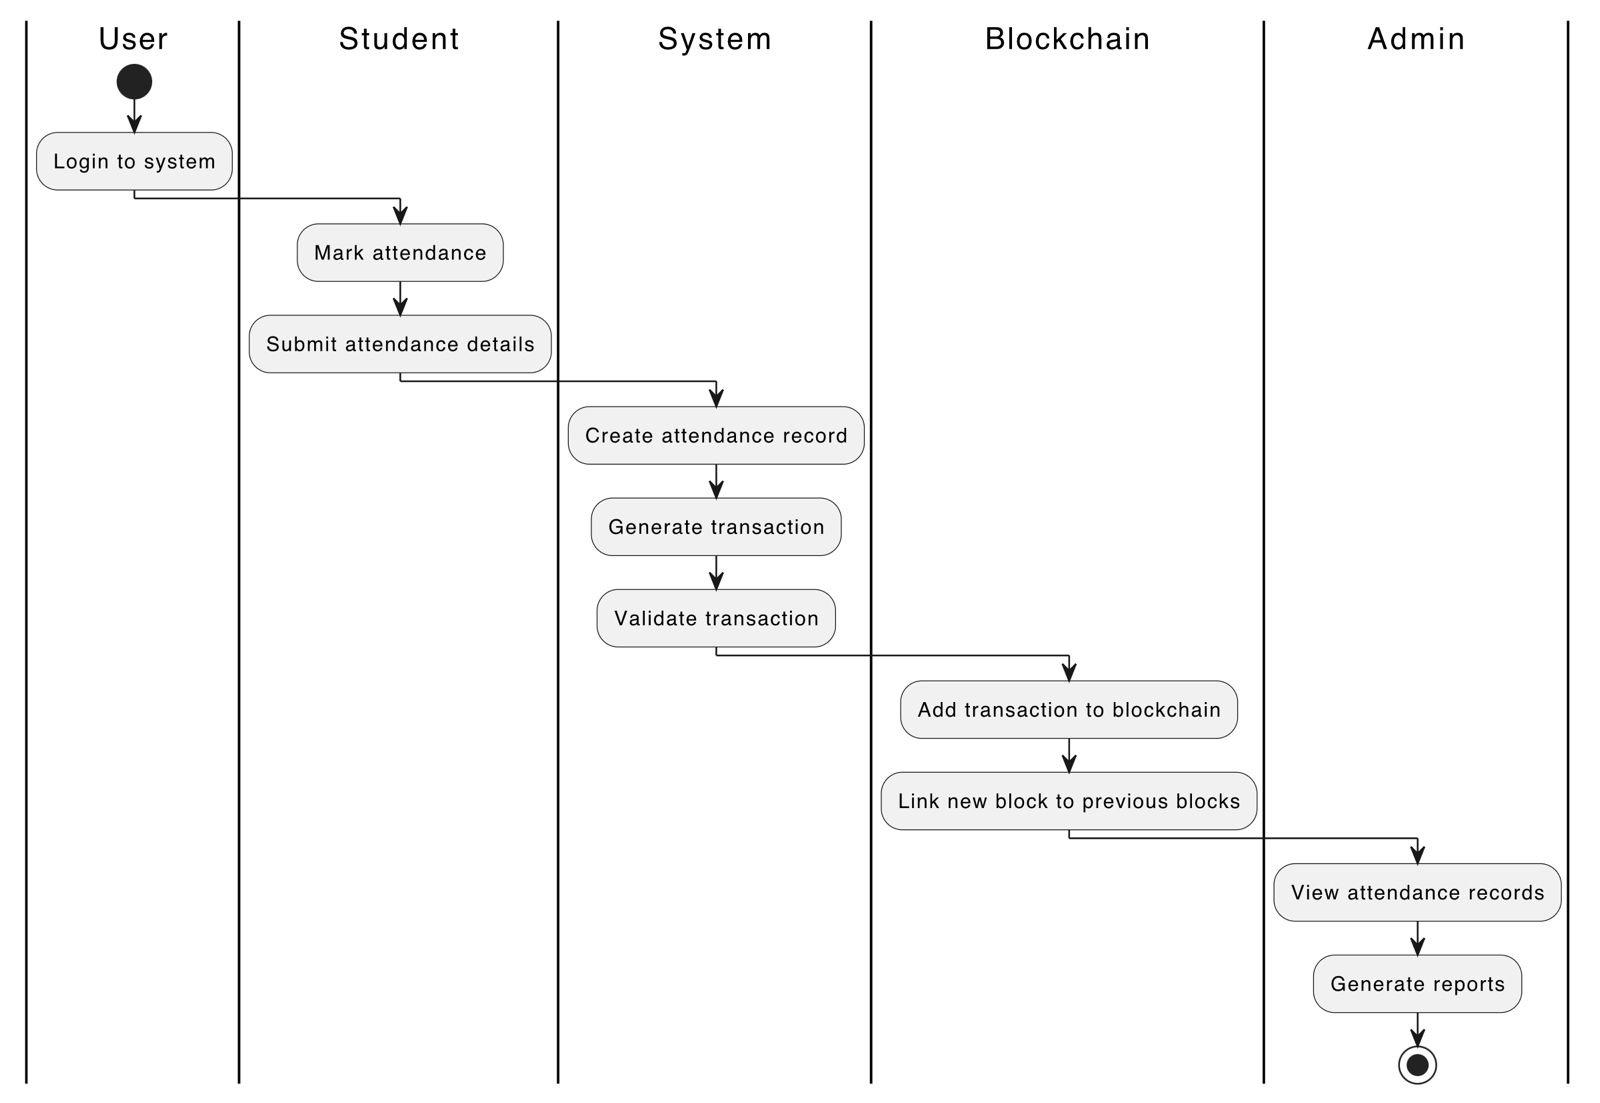 User
Student
System
Blockchain
Admin
Login to system
Mark attendance
Submit attendance details
Create attendance record
Generate transaction
Validate transaction
Add transaction to blockchain
Link new block to previous blocks
View attendance records
Generate reports